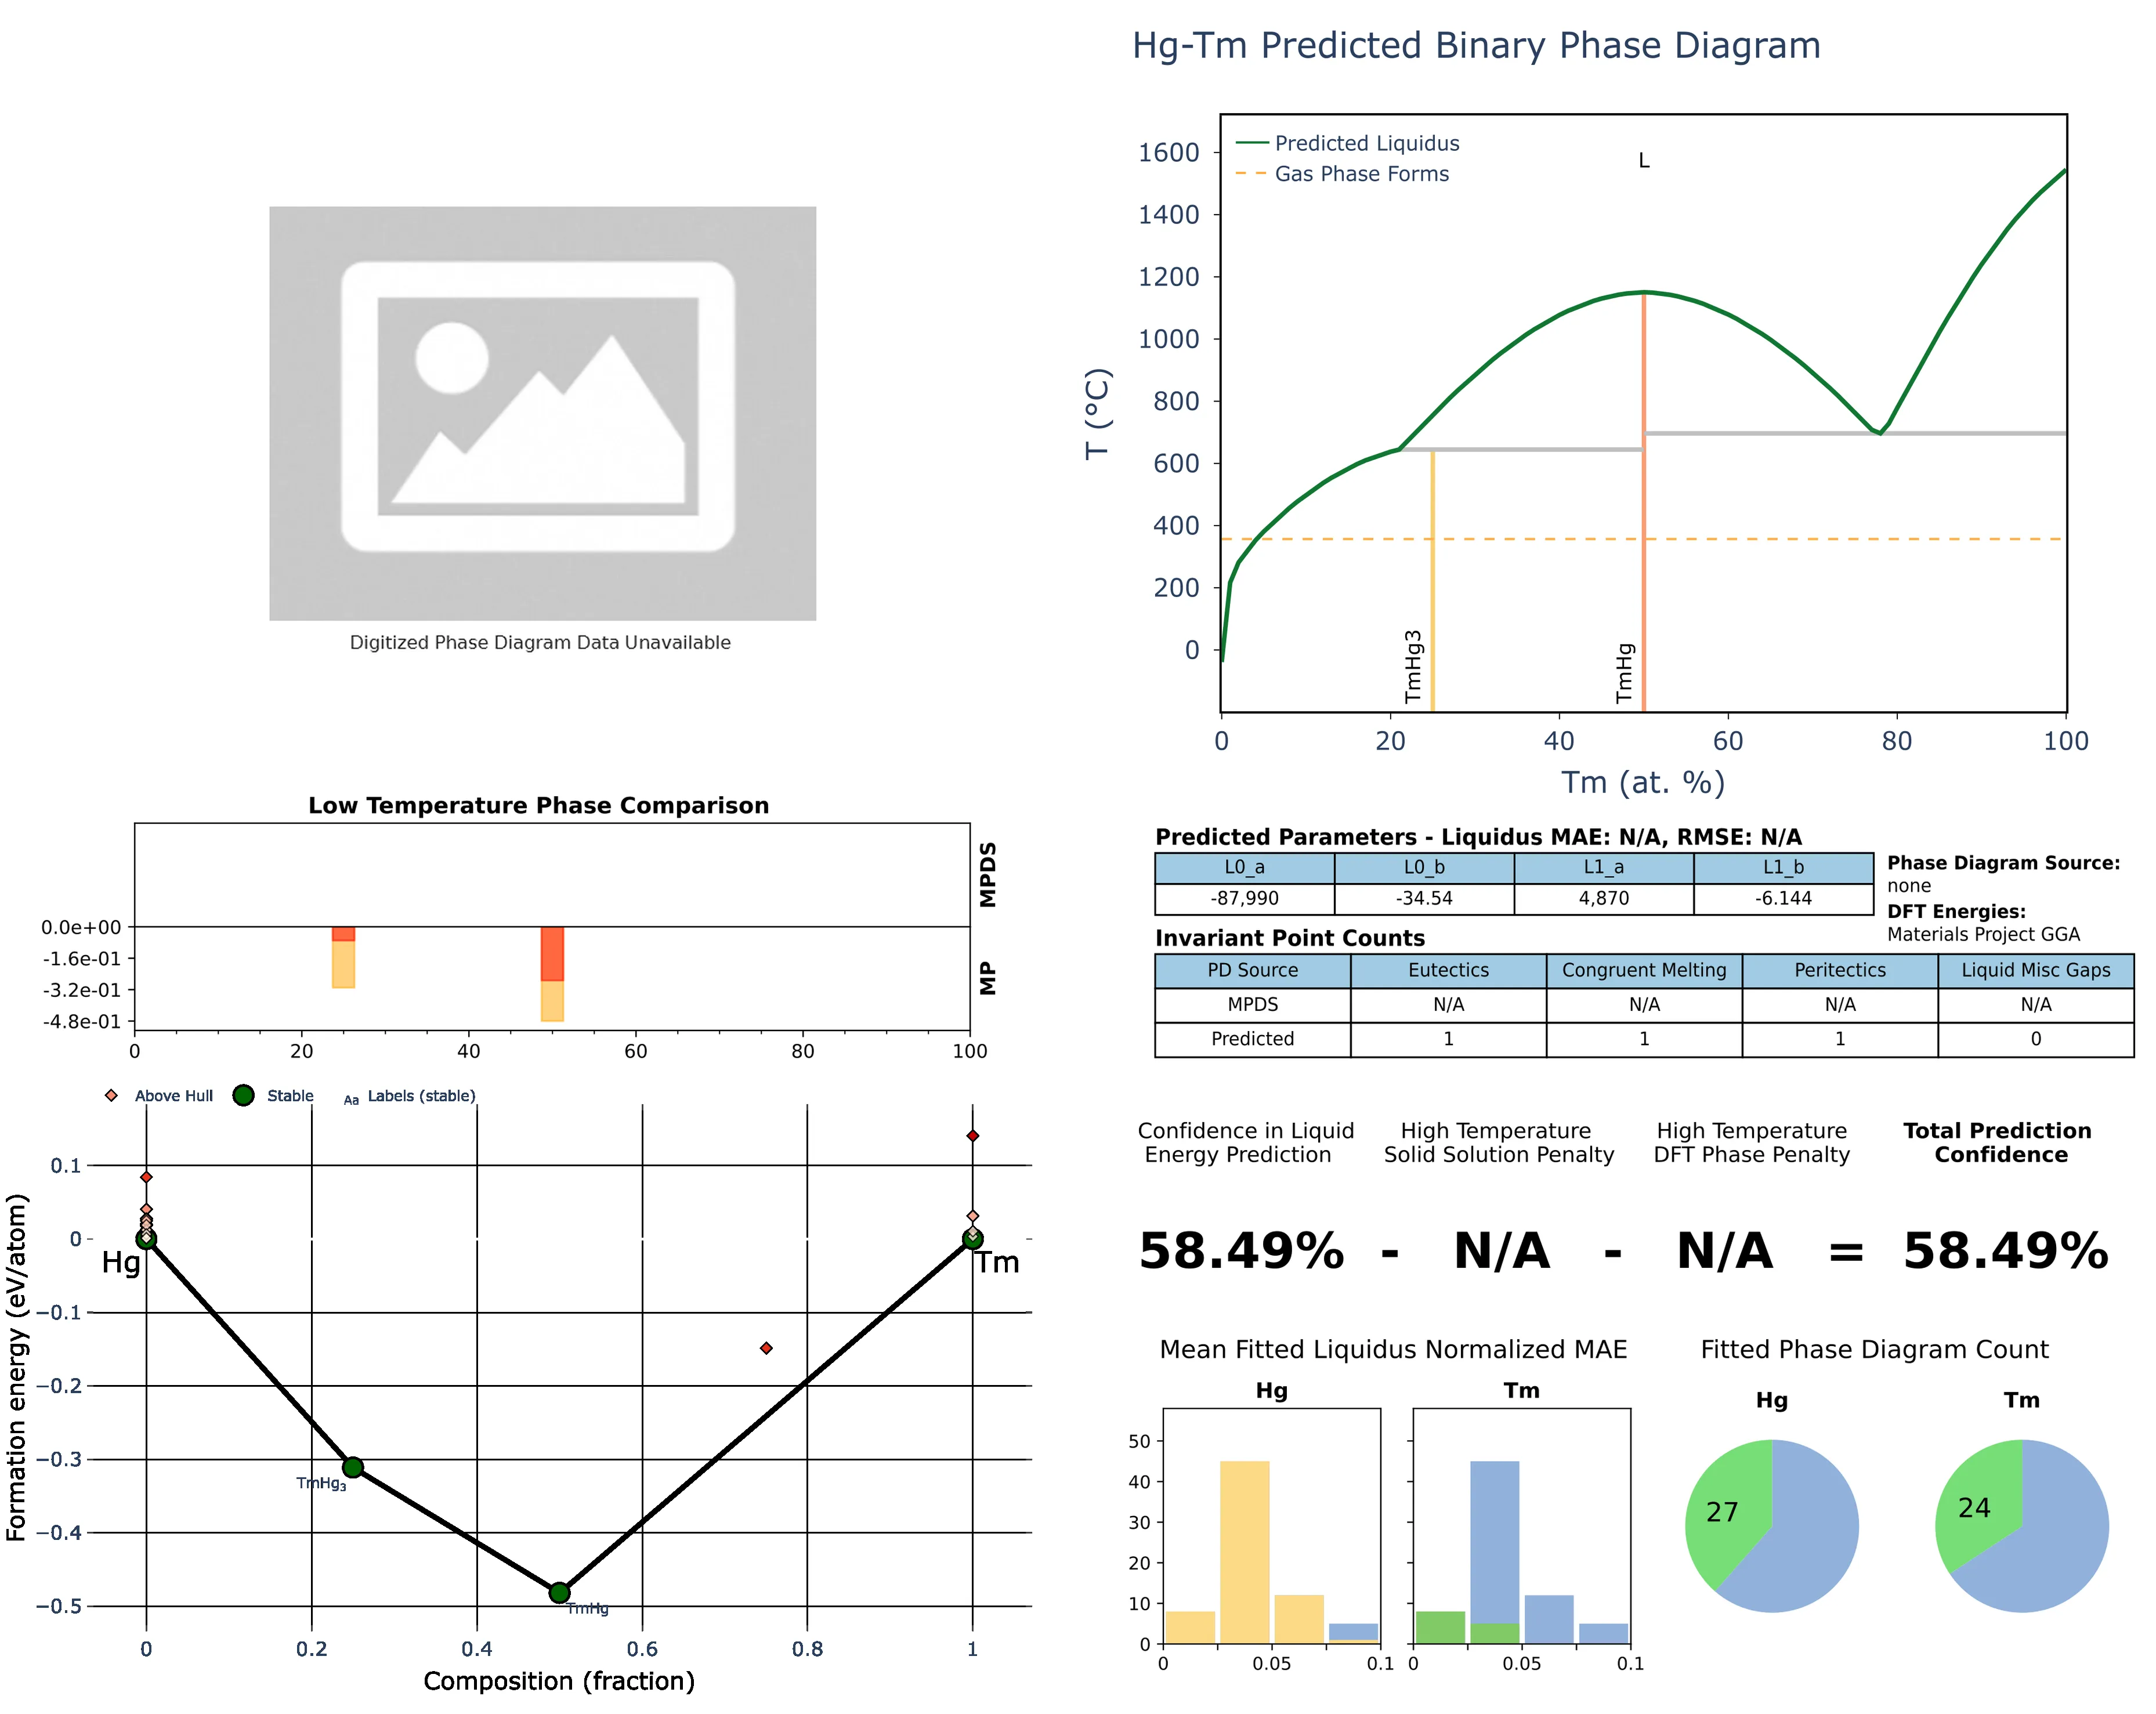 Hg-Tm Predicted Binary Phase Diagram
Predicted Liquidus
Gas Phase Forms
L
T (°C)
1600
1400
1200
1000
800
600
400
200
0
TmHg3
TmHg
0 20 40 60 80 100
Tm (at. %)
Digitized Phase Diagram Data Unavailable
Low Temperature Phase Comparison
MPDS
MP
0.0e+00
-1.6e-01
-3.2e-01
-4.8e-01
0 20 40 60 80 100
Predicted Parameters - Liquidus MAE: N/A, RMSE: N/A
L0_a L0_b L1_a L1_b
-87,990 -34.54 4,870 -6.144
Phase Diagram Source:
none
DFT Energies:
Materials Project GGA
Invariant Point Counts
PD Source Eutectics Congruent Melting Peritectics Liquid Misc Gaps
MPDS N/A N/A N/A N/A
Predicted 1 1 1 0
Above Hull Stable Aa Labels (stable)
Formation energy (eV/atom)
0.1
0
−0.1
−0.2
−0.3
−0.4
−0.5
Hg
Tm
TmHg3
TmHg
0 0.2 0.4 0.6 0.8 1
Composition (fraction)
Confidence in Liquid
Energy Prediction
High Temperature
Solid Solution Penalty
High Temperature
DFT Phase Penalty
Total Prediction
Confidence
58.49% - N/A - N/A = 58.49%
Mean Fitted Liquidus Normalized MAE
Hg
Tm
50
40
30
20
10
0
0 0.05 0.1
0 0.05 0.1
Fitted Phase Diagram Count
Hg
Tm
27
24